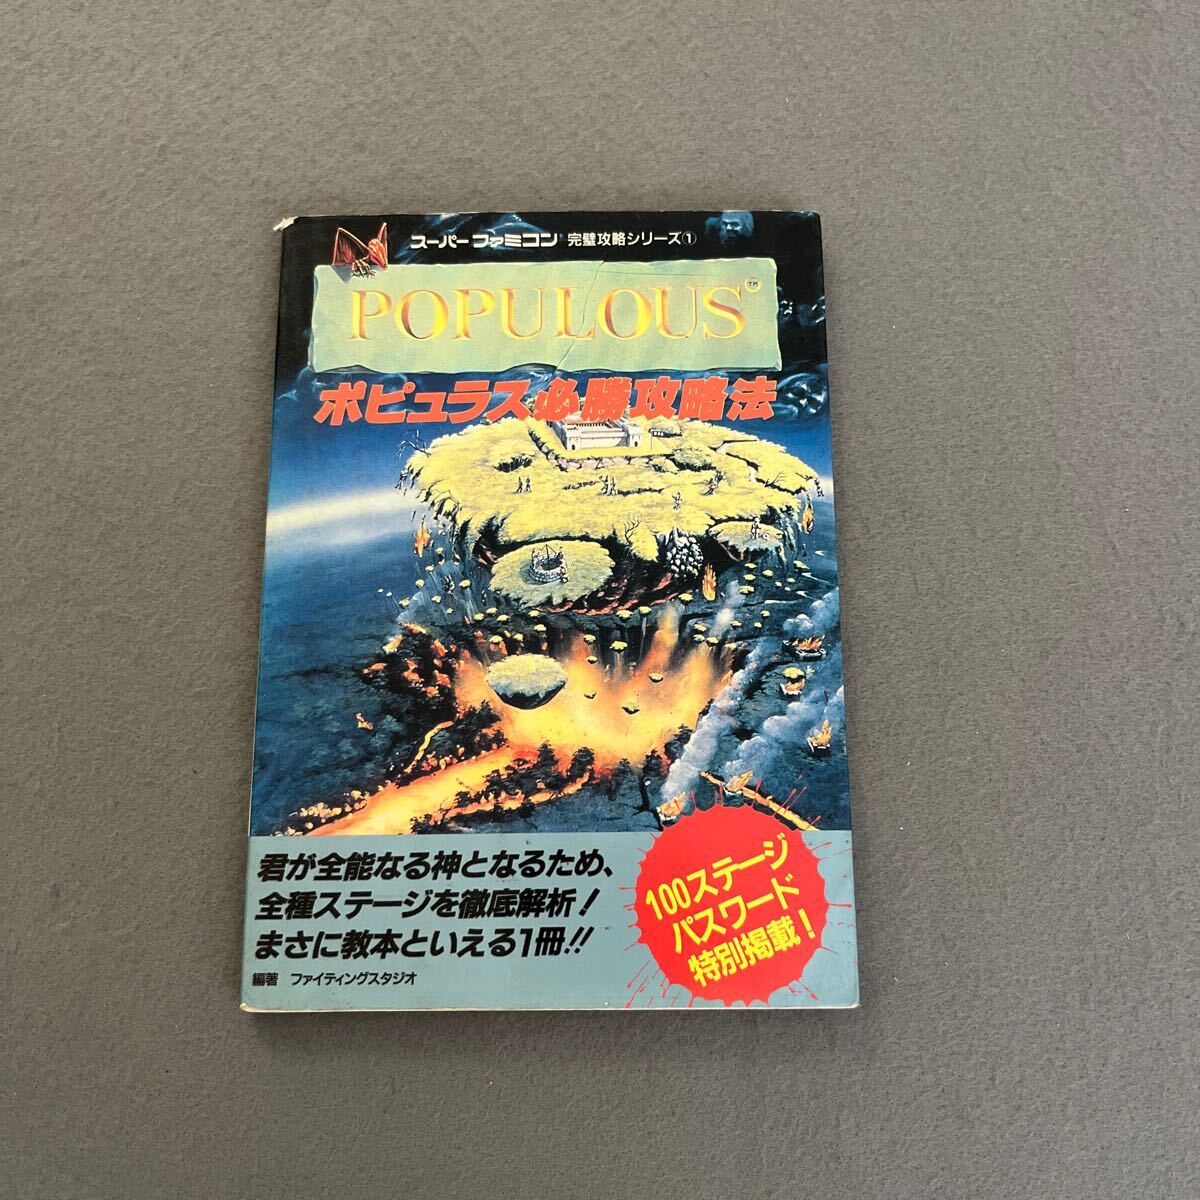 スーパーファミコン® 完璧攻略シリーズ①
POPULOUS™
ポピュラス必勝攻略法
君が全能なる神となるため、
全種ステージを徹底解析！
まさに教本といえる1冊!!
編著 ファイティングスタジオ
100ステージ
パスワード
特別掲載！